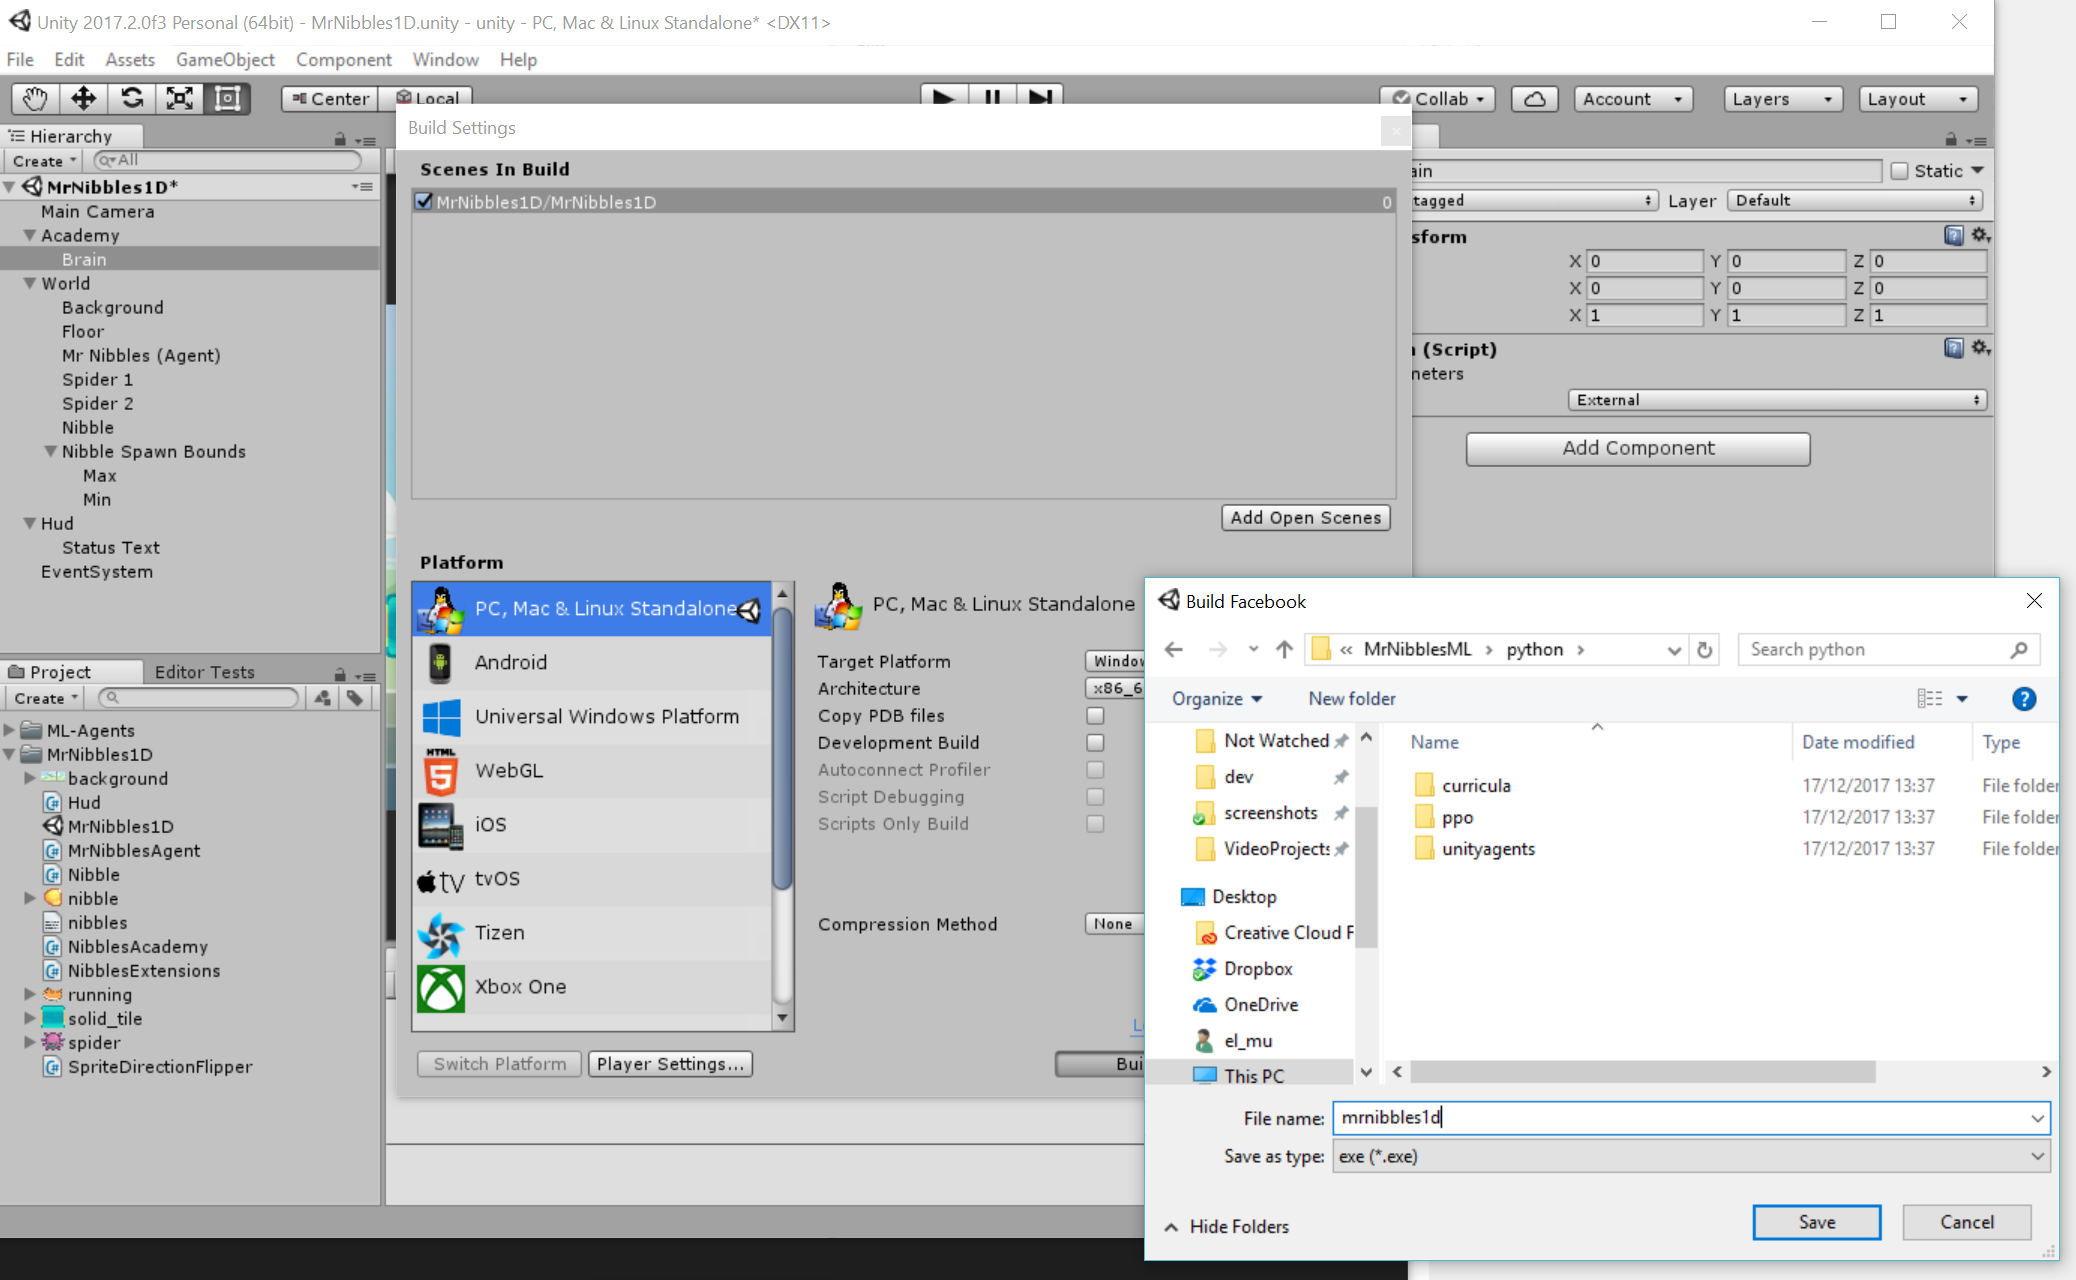 Unity 2017.2.0f3 Personal (64bit) - MrNibbles1D.unity - unity - PC, Mac & Linux Standalone* <DX11>
File Edit Assets GameObject Component Window Help
Center Local Collab Account Layers Layout
Hierarchy
Create All
MrNibbles1D*
Main Camera
Academy
Brain
World
Background
Floor
Mr Nibbles (Agent)
Spider 1
Spider 2
Nibble
Nibble Spawn Bounds
Max
Min
Hud
Status Text
EventSystem
Project Editor Tests
Create
ML-Agents
MrNibbles1D
background
Hud
MrNibbles1D
MrNibblesAgent
Nibble
nibble
nibbles
NibblesAcademy
NibblesExtensions
running
solid_tile
spider
SpriteDirectionFlipper
Build Settings
Scenes In Build
MrNibbles1D/MrNibbles1D 0
Add Open Scenes
Platform
PC, Mac & Linux Standalone
Android
Universal Windows Platform
HTML
WebGL
iOS
tv tvOS
Tizen
Xbox One
Switch Platform Player Settings...
PC, Mac & Linux Standalone
Target Platform Window
Architecture x86_6
Copy PDB files
Development Build
Autoconnect Profiler
Script Debugging
Scripts Only Build
Compression Method None
L
Bui
ain Static
tagged Layer Default
sform
X 0 Y 0 Z 0
X 0 Y 0 Z 0
X 1 Y 1 Z 1
(Script)
meters
External
Add Component
Build Facebook
« MrNibblesML › python › Search python
Organize New folder
Not Watched
dev
screenshots
VideoProjects
Desktop
Creative Cloud F
Dropbox
OneDrive
el_mu
This PC
Name Date modified Type
curricula 17/12/2017 13:37 File folder
ppo 17/12/2017 13:37 File folder
unityagents 17/12/2017 13:37 File folder
File name: mrnibbles1d
Save as type: exe (*.exe)
Hide Folders Save Cancel